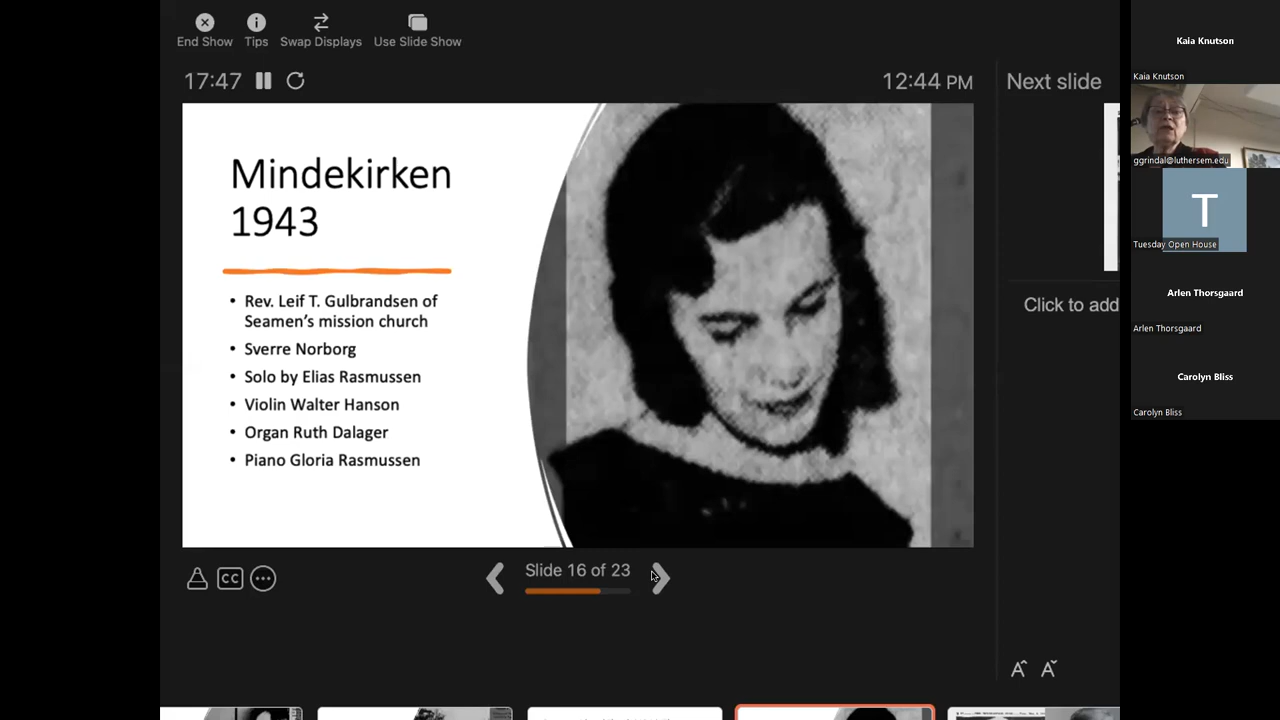 End Show
Tips
Swap Displays
Use Slide Show
17:47
12:44 PM
Next slide
Mindekirken
1943
• Rev. Leif T. Gulbrandsen of
Seamen's mission church
• Sverre Norborg
• Solo by Elias Rasmussen
• Violin Walter Hanson
• Organ Ruth Dalager
• Piano Gloria Rasmussen
Click to add
CC
Slide 16 of 23
Kaia Knutson
Kaia Knutson
ggrindal@luthersem.edu
T
Tuesday Open House
Arlen Thorsgaard
Arlen Thorsgaard
Carolyn Bliss
Carolyn Bliss